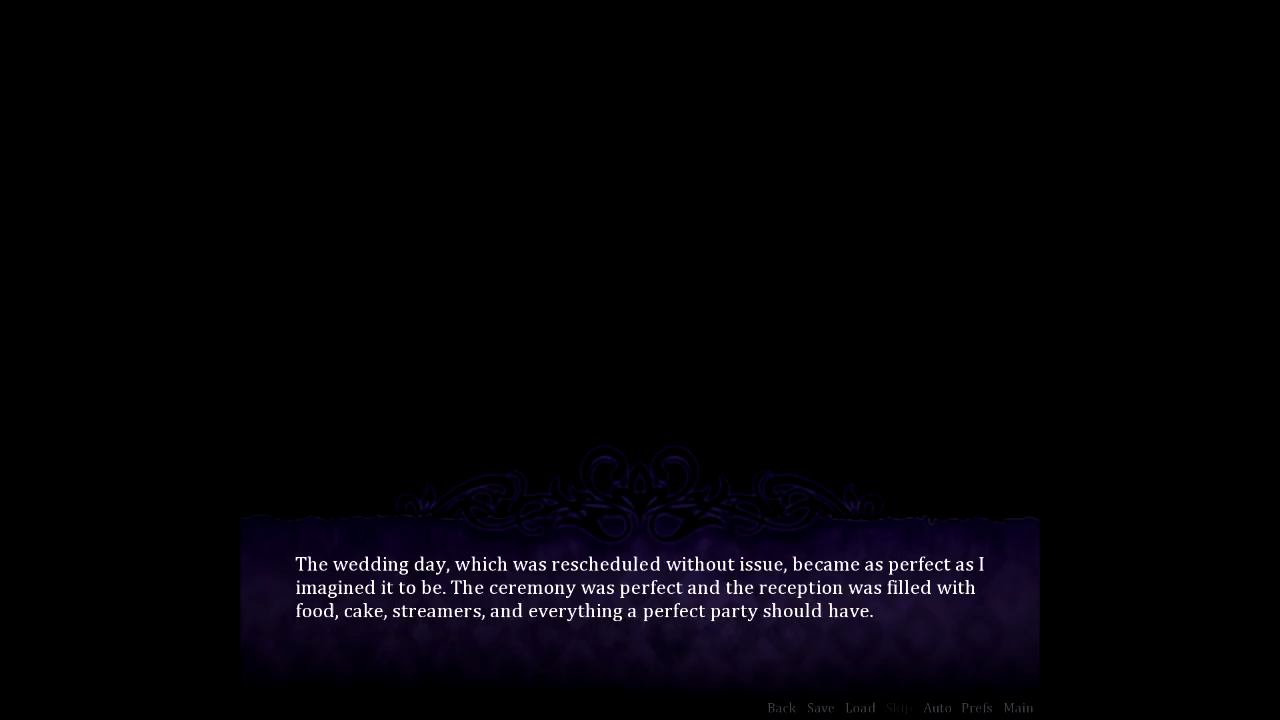 The wedding day, which was rescheduled without issue, became as perfect as I
imagined it to be. The ceremony was perfect and the reception was filled with
food, cake, streamers, and everything a perfect party should have.
Back Save Load Skip Auto Prefs Main